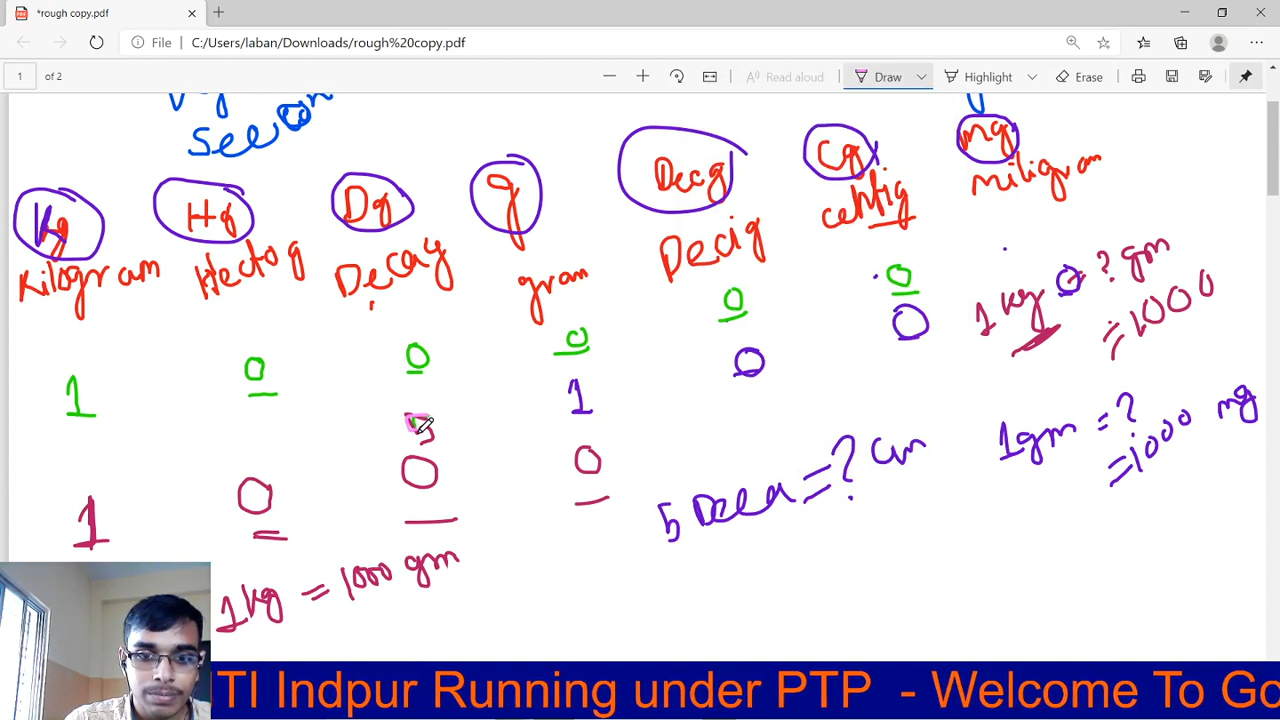 *rough copy.pdf
File C:/Users/laban/Downloads/rough%20copy.pdf
1 of 2 Read aloud Draw Highlight Erase
See
Kg Hg Dg g Decg Cg mg
Kilogram Hectog Decag gram Decig centig miligram
1 0 0 0 0 0
1 0 0
1 0 0 0
1 kg = ? gm
= 1000
1gm = ?
=1000 mg
5 Deca = ? cm
1kg = 1000 gm
TI Indpur Running under PTP - Welcome To Go